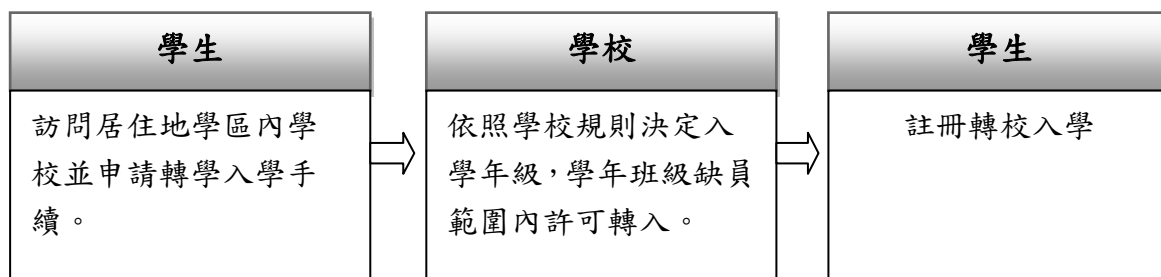 學生
訪問居住地學區內學
校並申請轉學入學手
續。
學校
依照學校規則決定入
學年級，學年班級缺員
範圍內許可轉入。
學生
註冊轉校入學